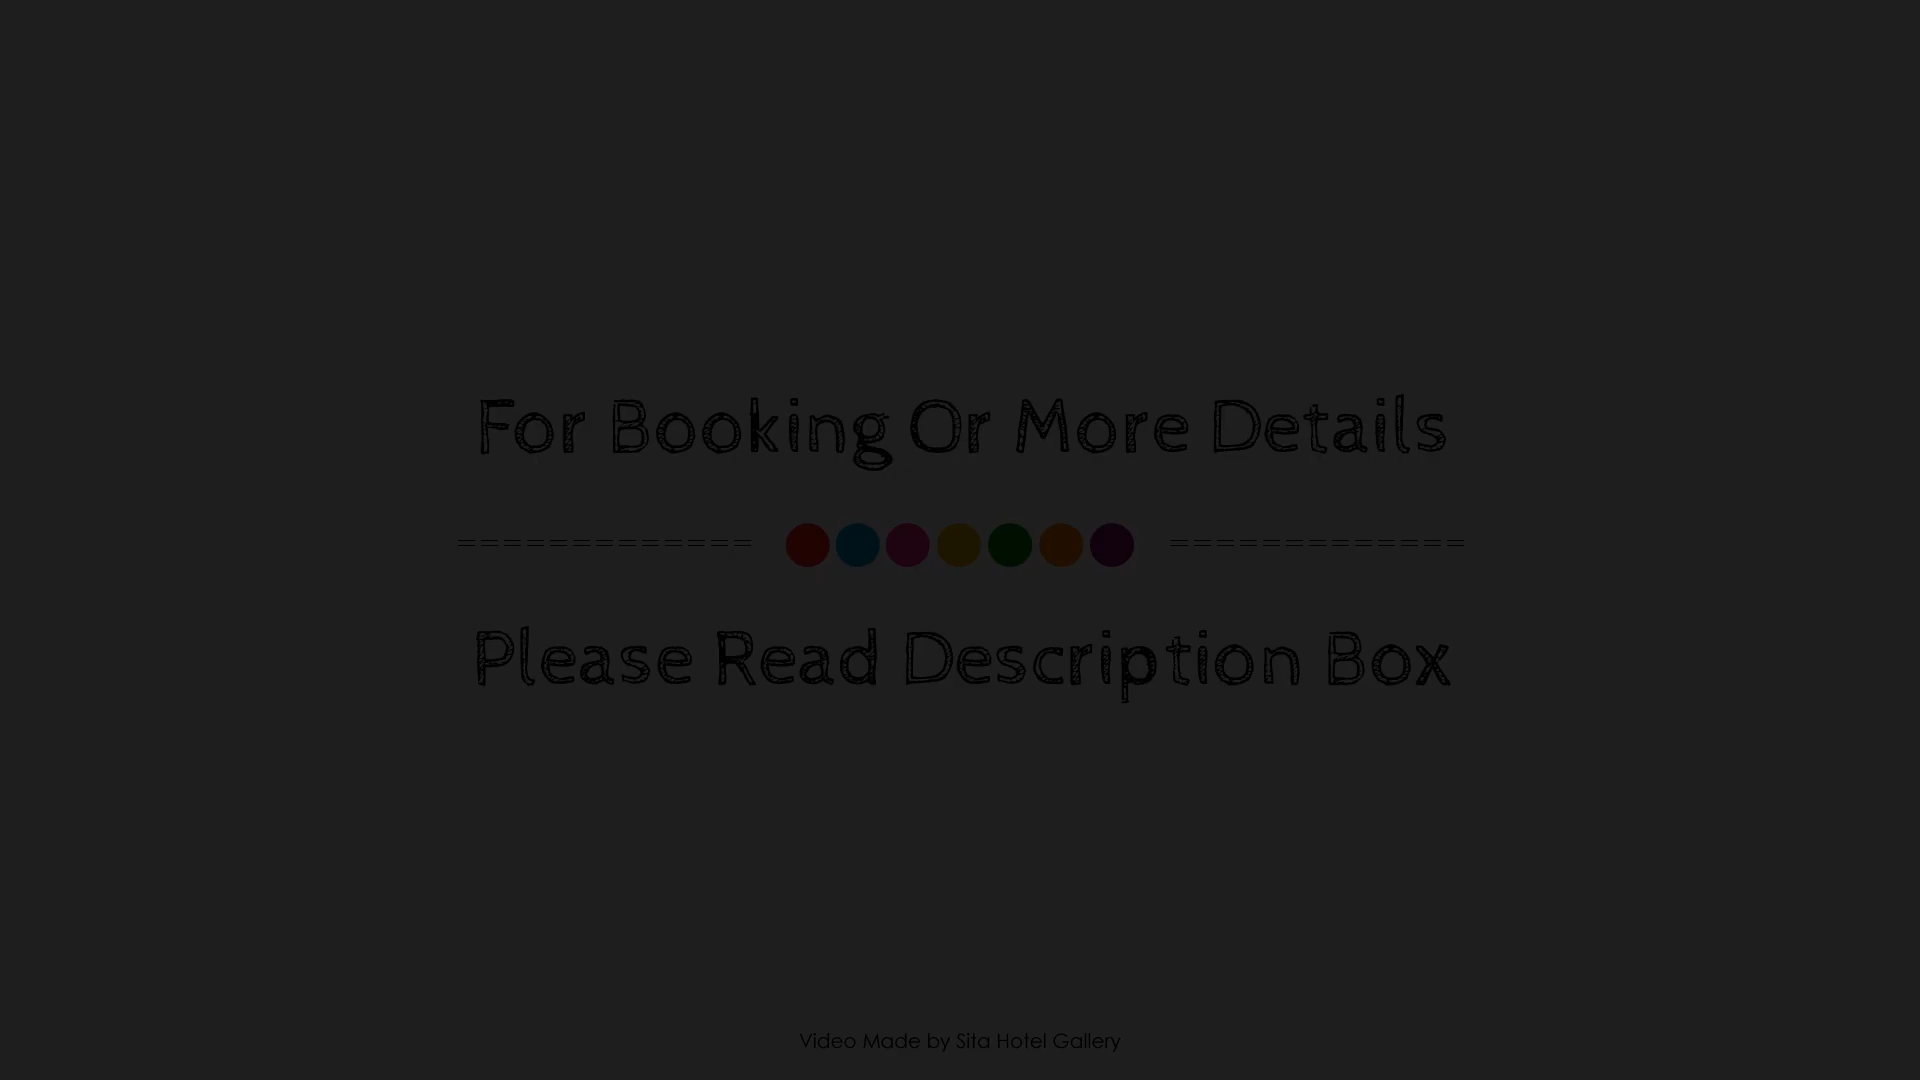 For Booking Or More Details
============= =============
Please Read Description Box
Video Made by Sita Hotel Gallery